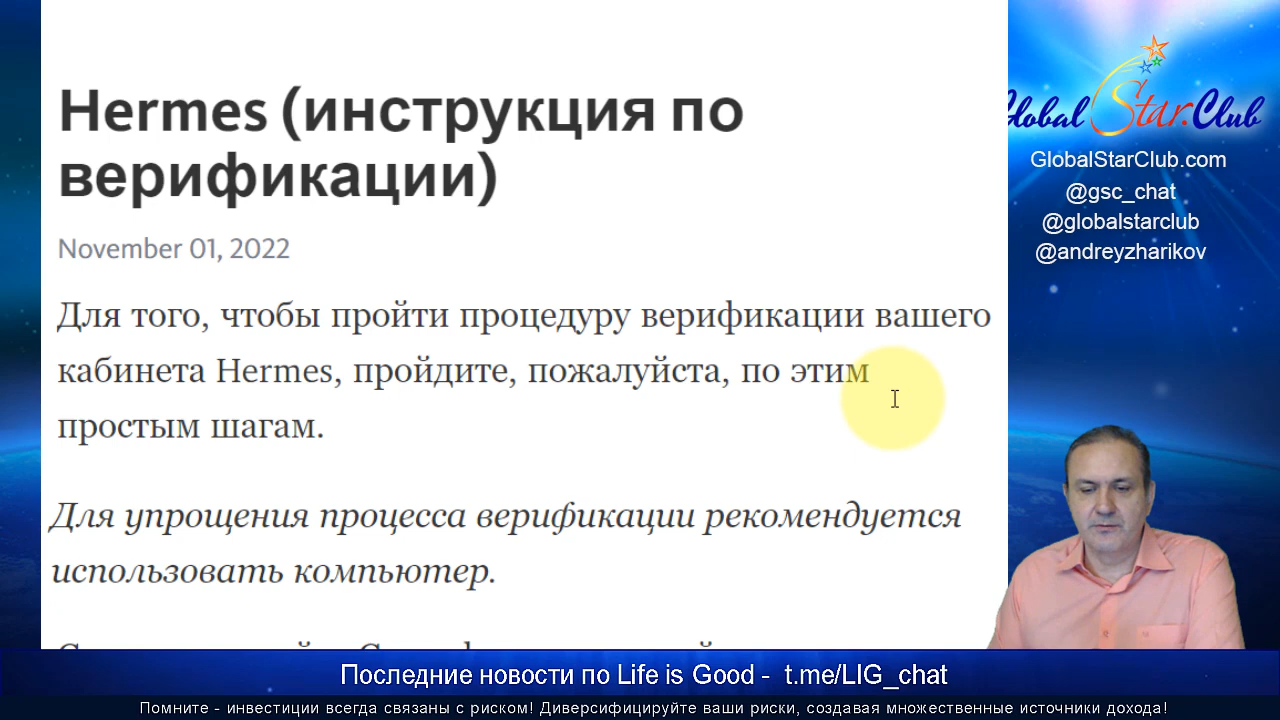 Hermes (инструкция по
верификации)
November 01, 2022
Для того, чтобы пройти процедуру верификации вашего
кабинета Hermes, пройдите, пожалуйста, по этим
простым шагам.
Для упрощения процесса верификации рекомендуется
использовать компьютер.
Global Star.Club
GlobalStarClub.com
@gsc_chat
@globalstarclub
@andreyzharikov
Последние новости по Life is Good - t.me/LIG_chat
Помните - инвестиции всегда связаны с риском! Диверсифицируйте ваши риски, создавая множественные источники дохода!